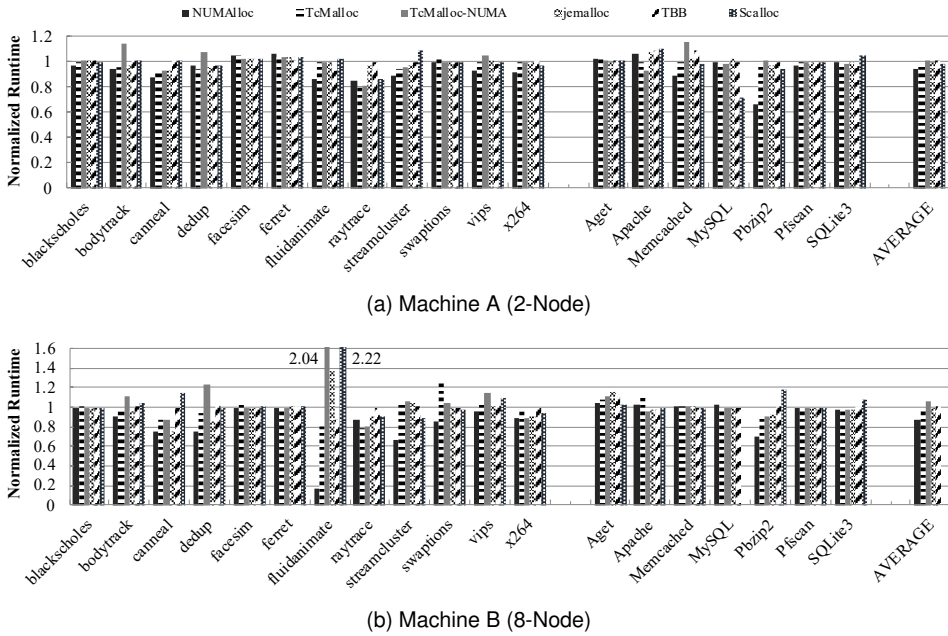 NUMAlloc TcMalloc TcMalloc-NUMA jemalloc TBB Scalloc
Normalized Runtime
1.2
1
0.8
0.6
0.4
0.2
0
blackscholes bodytrack canneal dedup facesim ferret fluidanimate raytrace streamcluster swaptions vips x264 Aget Apache Memcached MySQL Pbzip2 Pfscan SQLite3 AVERAGE
(a) Machine A (2-Node)
Normalized Runtime
1.6
1.4
1.2
1
0.8
0.6
0.4
0.2
0
2.04 2.22
blackscholes bodytrack canneal dedup facesim ferret fluidanimate raytrace streamcluster swaptions vips x264 Aget Apache Memcached MySQL Pbzip2 Pfscan SQLite3 AVERAGE
(b) Machine B (8-Node)